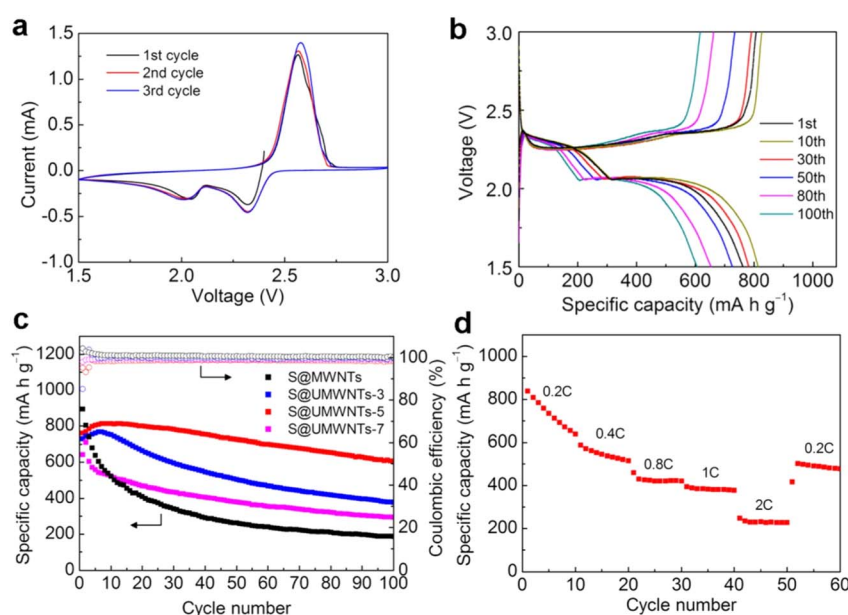 a
1st cycle
2nd cycle
3rd cycle
1.5
1.0
0.5
0.0
-0.5
1.0
Current (mA)
1.5 2.0 2.5 3.0
Voltage (V)
b
3.0
2.5
2.0
1.5
Voltage (V)
1st
10th
30th
50th
80th
100th
0 200 400 600 800 1000
Specific capacity (mA h g⁻¹)
c
1200
1000
800
600
400
200
0
Specific capacity (mAh g⁻¹)
S@MWNTs
S@UMWNTs-3
S@UMWNTs-5
S@UMWNTs-7
100
80
60
40
20
0
Coulombic efficiency (%)
0 10 20 30 40 50 60 70 80 90 100
Cycle number
d
1000
800
600
400
200
0
Specific capacity (mA h g⁻¹)
0.2C
0.4C
0.8C
1C
2C
0.2C
0 10 20 30 40 50 60
Cycle number